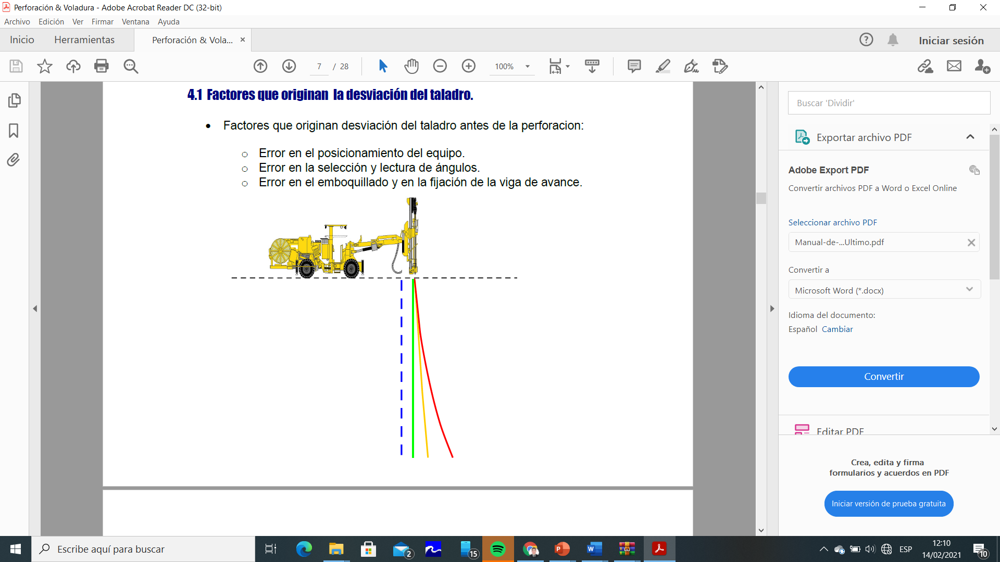 Perforación & Voladura - Adobe Acrobat Reader DC (32-bit)
Archivo Edición Ver Firmar Ventana Ayuda
Inicio Herramientas Perforación & Vola... Iniciar sesión
7 / 28 100%
4.1 Factores que originan la desviación del taladro.
• Factores que originan desviación del taladro antes de la perforacion:
o Error en el posicionamiento del equipo.
o Error en la selección y lectura de ángulos.
o Error en el emboquillado y en la fijación de la viga de avance.
Buscar 'Dividir'
Exportar archivo PDF
Adobe Export PDF
Convertir archivos PDF a Word o Excel Online
Seleccionar archivo PDF
Manual-de-...Ultimo.pdf
Convertir a
Microsoft Word (*.docx)
Idioma del documento:
Español Cambiar
Convertir
Editar PDF
Crea, edita y firma
formularios y acuerdos en PDF
Iniciar versión de prueba gratuita
Escribe aquí para buscar
2
15
ESP
12:10
14/02/2021
10